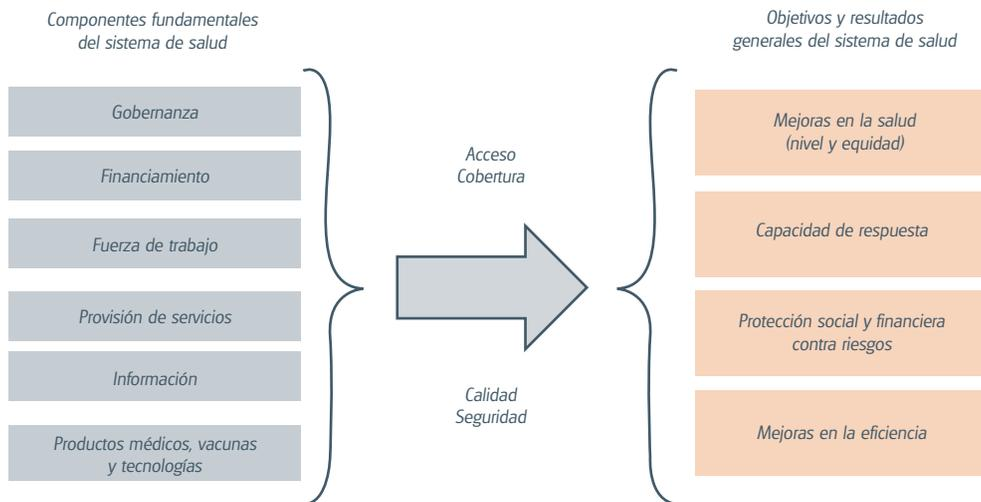 Componentes fundamentales
del sistema de salud
Gobernanza
Financiamiento
Fuerza de trabajo
Provisión de servicios
Información
Productos médicos, vacunas
y tecnologías
Acceso
Cobertura
Calidad
Seguridad
Objetivos y resultados
generales del sistema de salud
Mejoras en la salud
(nivel y equidad)
Capacidad de respuesta
Protección social y financiera
contra riesgos
Mejoras en la eficiencia